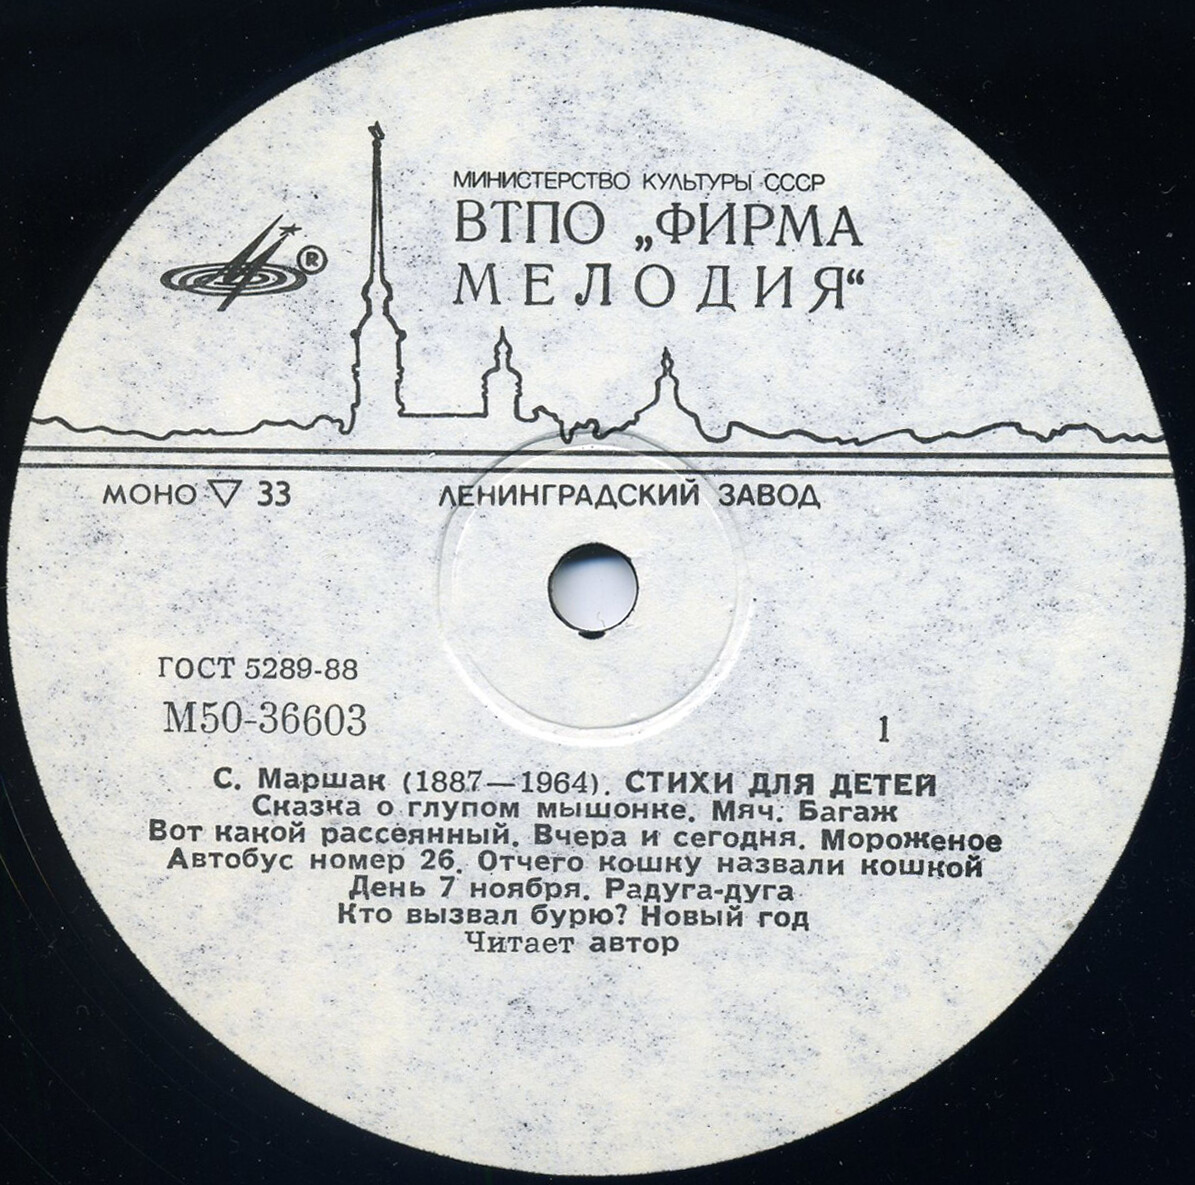 МИНИСТЕРСТВО КУЛЬТУРЫ СССР
ВТПО „ФИРМА
МЕЛОДИЯ“
®
МОНО ▽ 33
ЛЕНИНГРАДСКИЙ ЗАВОД
ГОСТ 5289-88
М50-36603
1
С. Маршак (1887—1964). СТИХИ ДЛЯ ДЕТЕЙ
Сказка о глупом мышонке. Мяч. Багаж
Вот какой рассеянный. Вчера и сегодня. Мороженое
Автобус номер 26. Отчего кошку назвали кошкой
День 7 ноября. Радуга-дуга
Кто вызвал бурю? Новый год
Читает автор